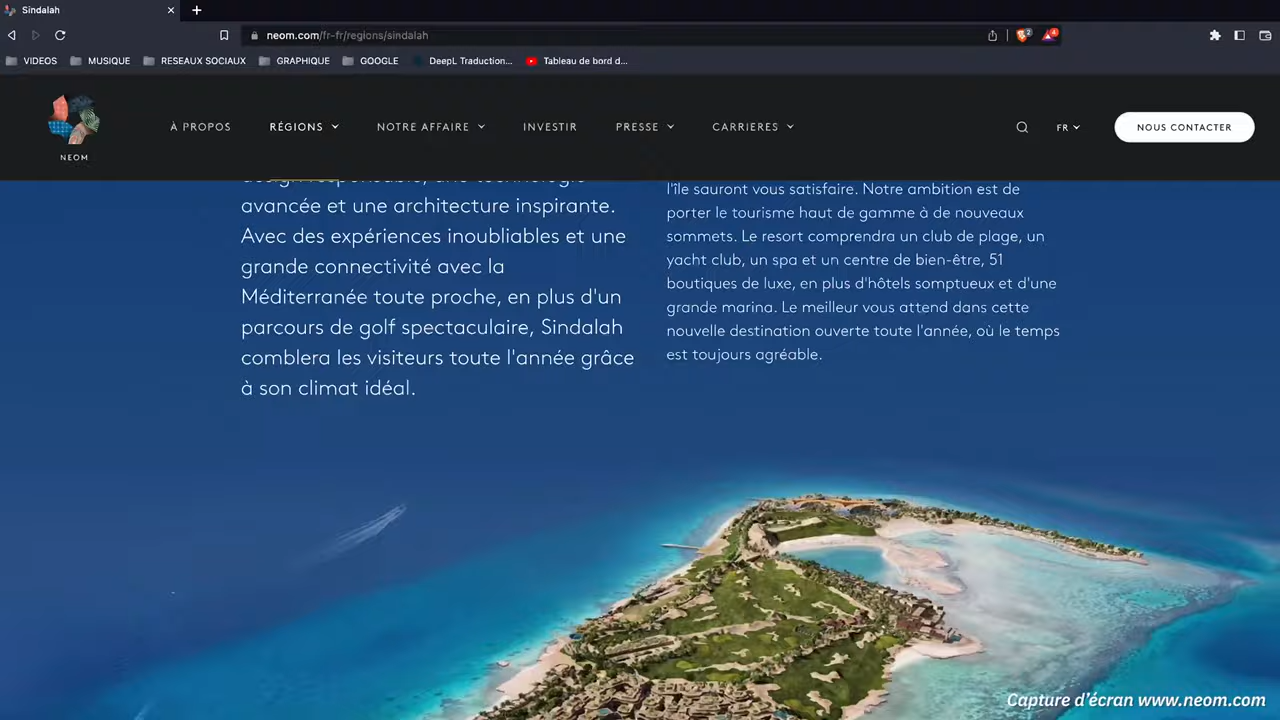 Sindalah
neom.com/fr-fr/regions/sindalah
2
4
VIDEOS
MUSIQUE
RESEAUX SOCIAUX
GRAPHIQUE
GOOGLE
DeepL Traduction...
Tableau de bord d...
NEOM
À PROPOS
RÉGIONS
NOTRE AFFAIRE
INVESTIR
PRESSE
CARRIERES
FR
NOUS CONTACTER
avancée et une architecture inspirante.
Avec des expériences inoubliables et une
grande connectivité avec la
Méditerranée toute proche, en plus d'un
parcours de golf spectaculaire, Sindalah
comblera les visiteurs toute l'année grâce
à son climat idéal.
l'île sauront vous satisfaire. Notre ambition est de
porter le tourisme haut de gamme à de nouveaux
sommets. Le resort comprendra un club de plage, un
yacht club, un spa et un centre de bien-être, 51
boutiques de luxe, en plus d'hôtels somptueux et d'une
grande marina. Le meilleur vous attend dans cette
nouvelle destination ouverte toute l'année, où le temps
est toujours agréable.
Capture d'écran www.neom.com